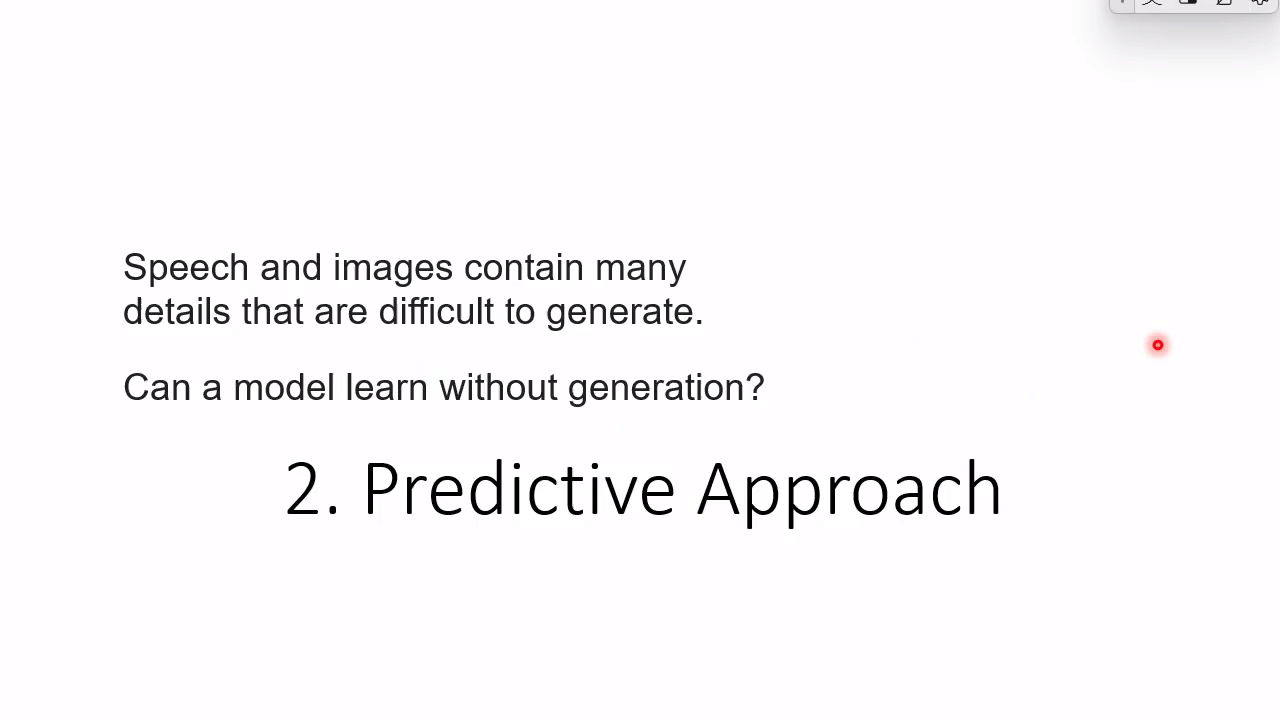 Speech and images contain many
details that are difficult to generate.
Can a model learn without generation?
2. Predictive Approach